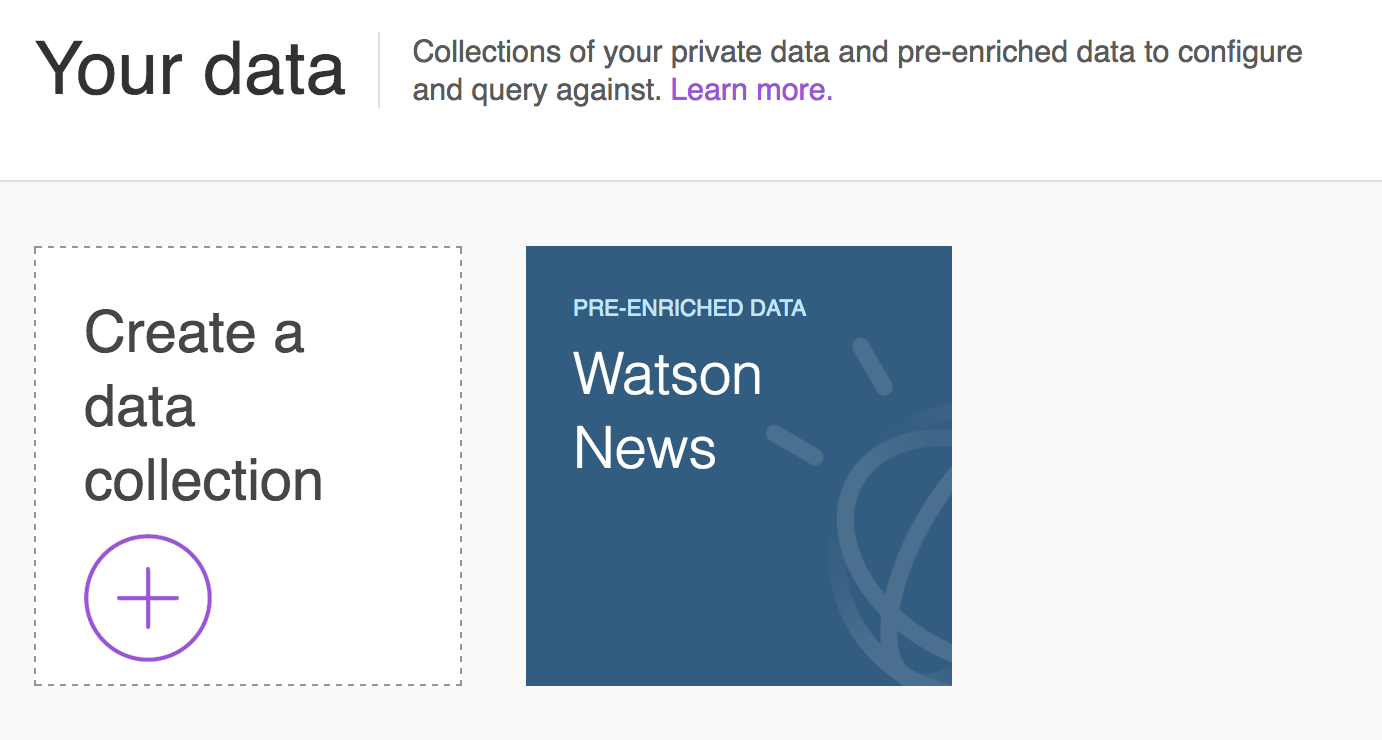 Your data
Collections of your private data and pre-enriched data to configure
and query against. Learn more.
Create a
data
collection
PRE-ENRICHED DATA
Watson
News